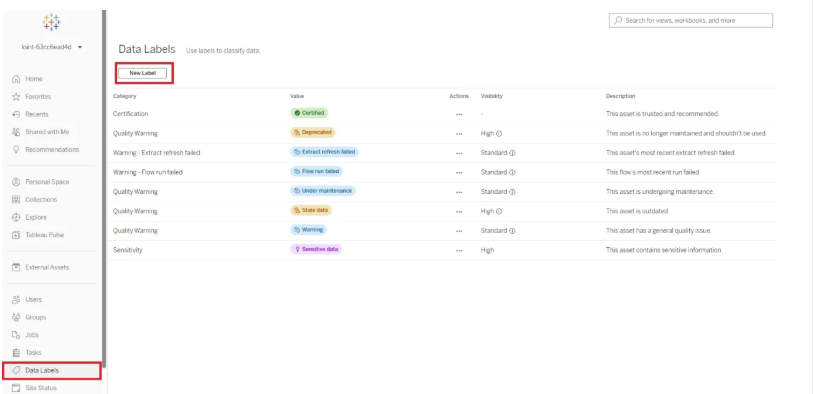 Search for views, workbooks, and more
loint-63cc6ead4d
Data Labels Use labels to classify data.
New Label
Home
Favorites
Recents
Shared with Me
Recommendations
Personal Space
Collections
Explore
Tableau Pulse
External Assets
Users
Groups
Jobs
Tasks
Data Labels
Site Status
Category Value Actions Visibility Description
Certification Certified ... - This asset is trusted and recommended.
Quality Warning Deprecated ... High This asset is no longer maintained and shouldn't be used.
Warning - Extract refresh failed Extract refresh failed ... Standard This asset's most recent extract refresh failed.
Warning - Flow run failed Flow run failed ... Standard This flow's most recent run failed.
Quality Warning Under maintenance ... Standard This asset is undergoing maintenance.
Quality Warning Stale data ... High This asset is outdated.
Quality Warning Warning ... Standard This asset has a general quality issue.
Sensitivity Sensitive data ... High This asset contains sensitive information.